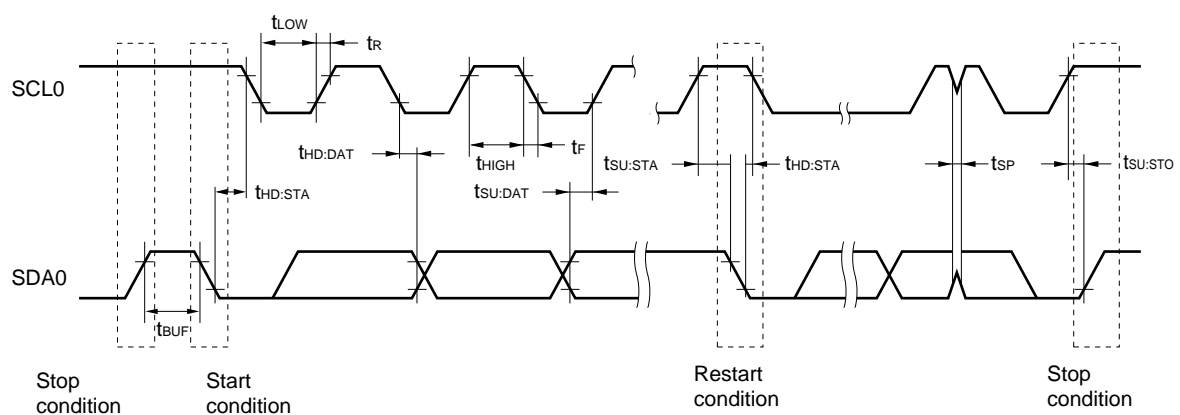 tLOW
tR
SCL0
tHD:DAT
tHIGH
tF
tSU:STA
tHD:STA
tSP
tSU:STO
tHD:STA
tSU:DAT
SDA0
tBUF
Stop
condition
Start
condition
Restart
condition
Stop
condition